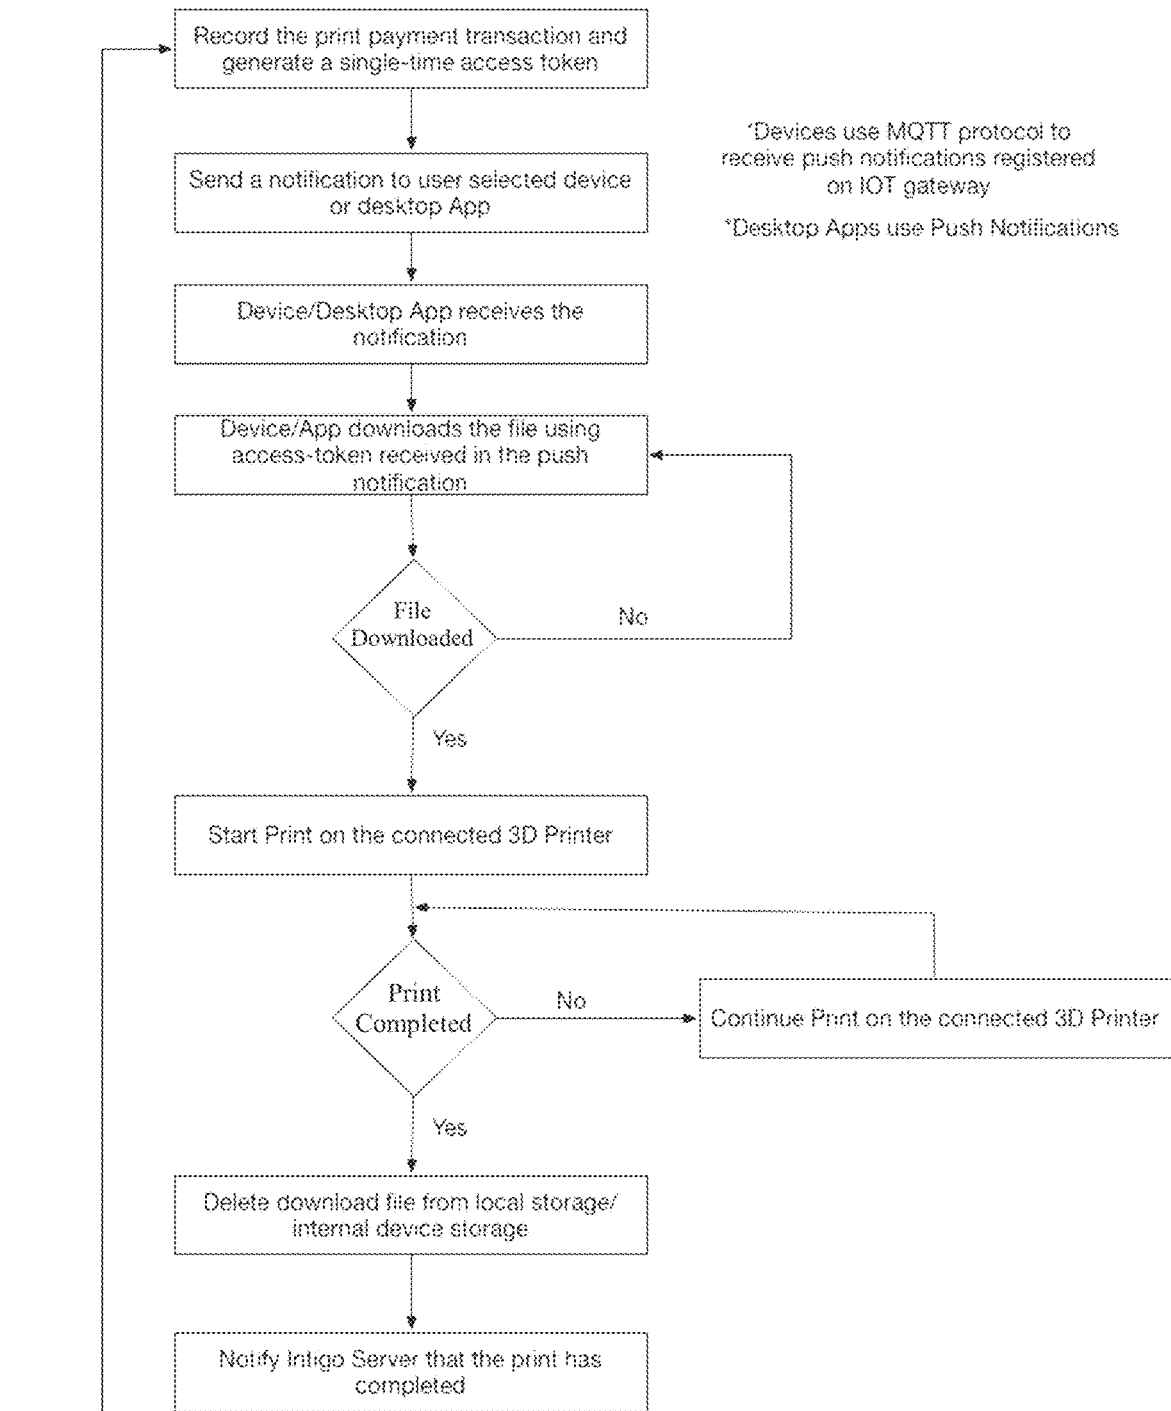 Record the print payment transaction and
generate a single-time access token
*Devices use MQTT protocol to
receive push notifications registered
on IOT gateway
Send a notification to user selected device
or desktop App
*Desktop Apps use Push Notifications
Device/Desktop App receives the
notification
Device/App downloads the file using
access-token received in the push
notification
File
Downloaded
No
Yes
Start Print on the connected 3D Printer
Print
Completed
No
Continue Print on the connected 3D Printer
Yes
Delete download file from local storage/
internal device storage
Notify Intigo Server that the print has
completed